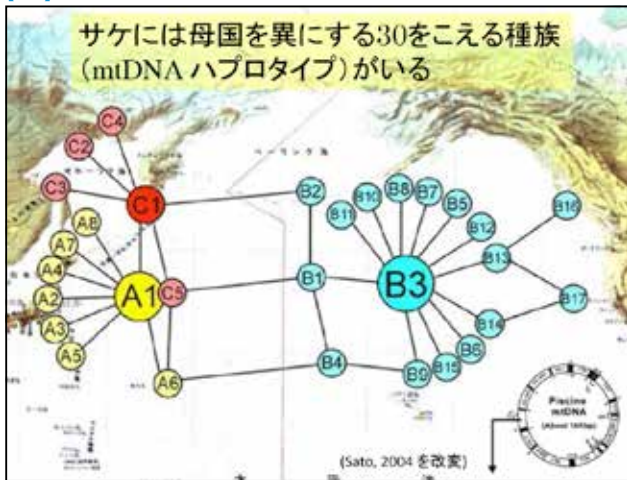 サケには母国を異にする30をこえる種族
(mtDNA ハプロタイプ)がいる
C4
C2
C3
C1
A8
A7
A4
A2
A3
A5
A1
C5
A6
ベーリング海
B2
B1
B4
B11
B10
B8
B7
B5
B12
B3
B13
B16
B17
B14
B6
B15
B9
Piscine
mtDNA
(Sato, 2004 を改変)